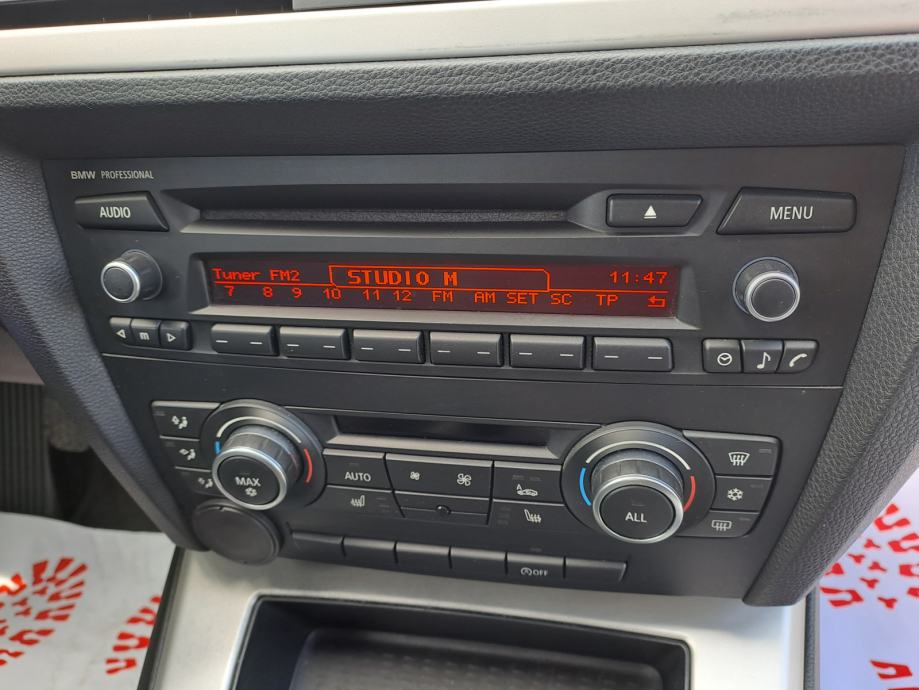 BMW PROFESSIONAL
AUDIO
MENU
Tuner FM2 STUDIO M 11:47
7 8 9 10 11 12 FM AM SET SC TP
m
MAX
AUTO
A
ALL
OFF